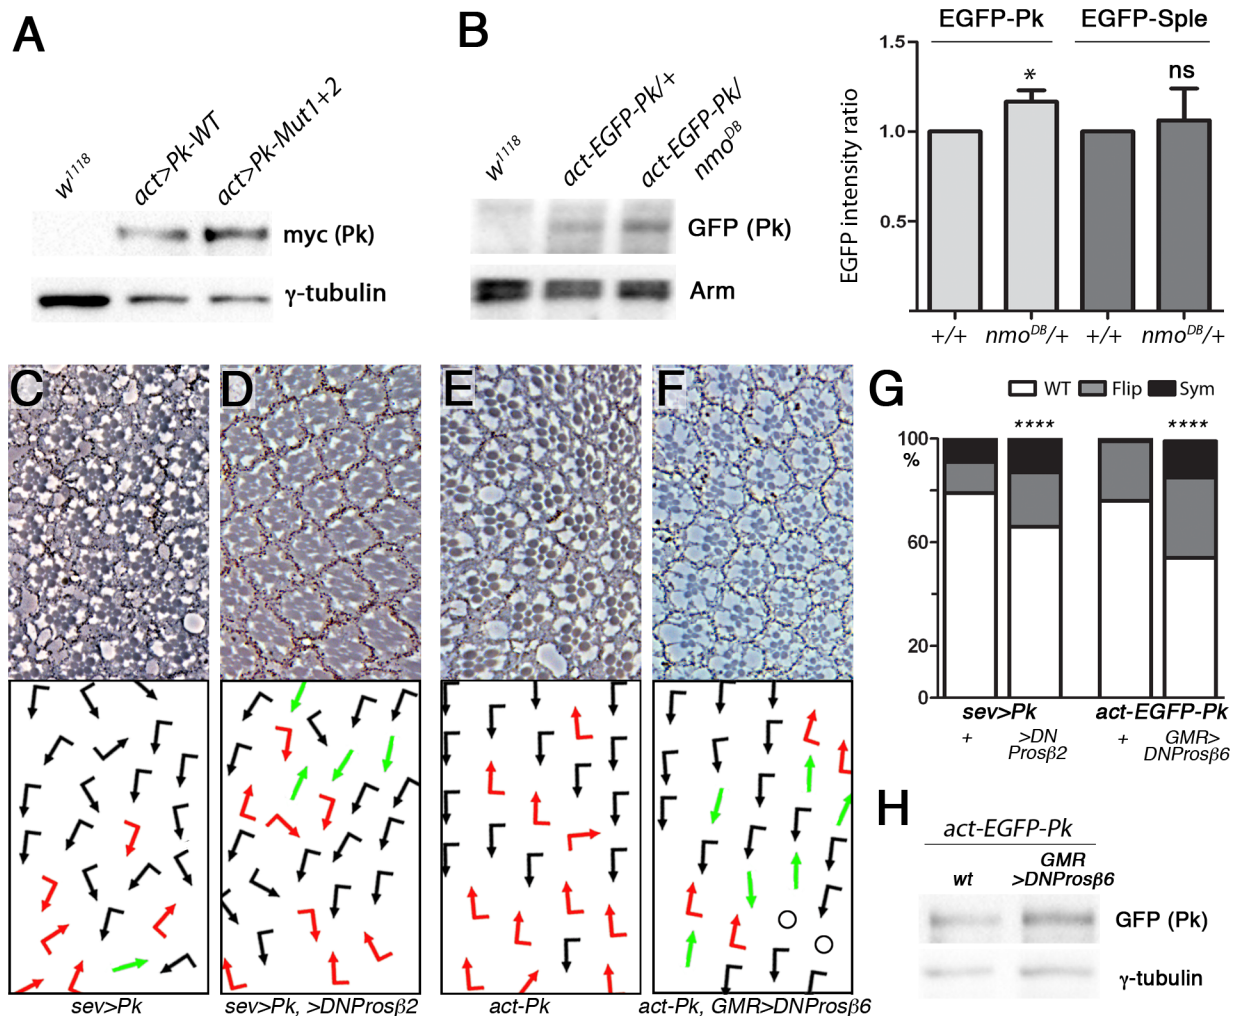 A
w1118
act>Pk-WT
act>Pk-Mut1+2
myc (Pk)
γ-tubulin
B
w1118
act-EGFP-Pk/+
act-EGFP-Pk/
nmoDB
GFP (Pk)
Arm
EGFP-Pk
EGFP-Sple
EGFP intensity ratio
1.5
1.0
0.5
*
ns
+/+
nmoDB/+
+/+
nmoDB/+
C
D
E
F
sev>Pk
sev>Pk, >DNProsβ2
act-Pk
act-Pk, GMR>DNProsβ6
G
WT
Flip
Sym
****
****
100
%
60
20
0
sev>Pk
act-EGFP-Pk
+
>DN
Prosβ2
+
GMR>
DNProsβ6
H
act-EGFP-Pk
wt
GMR
>DNProsβ6
GFP (Pk)
γ-tubulin